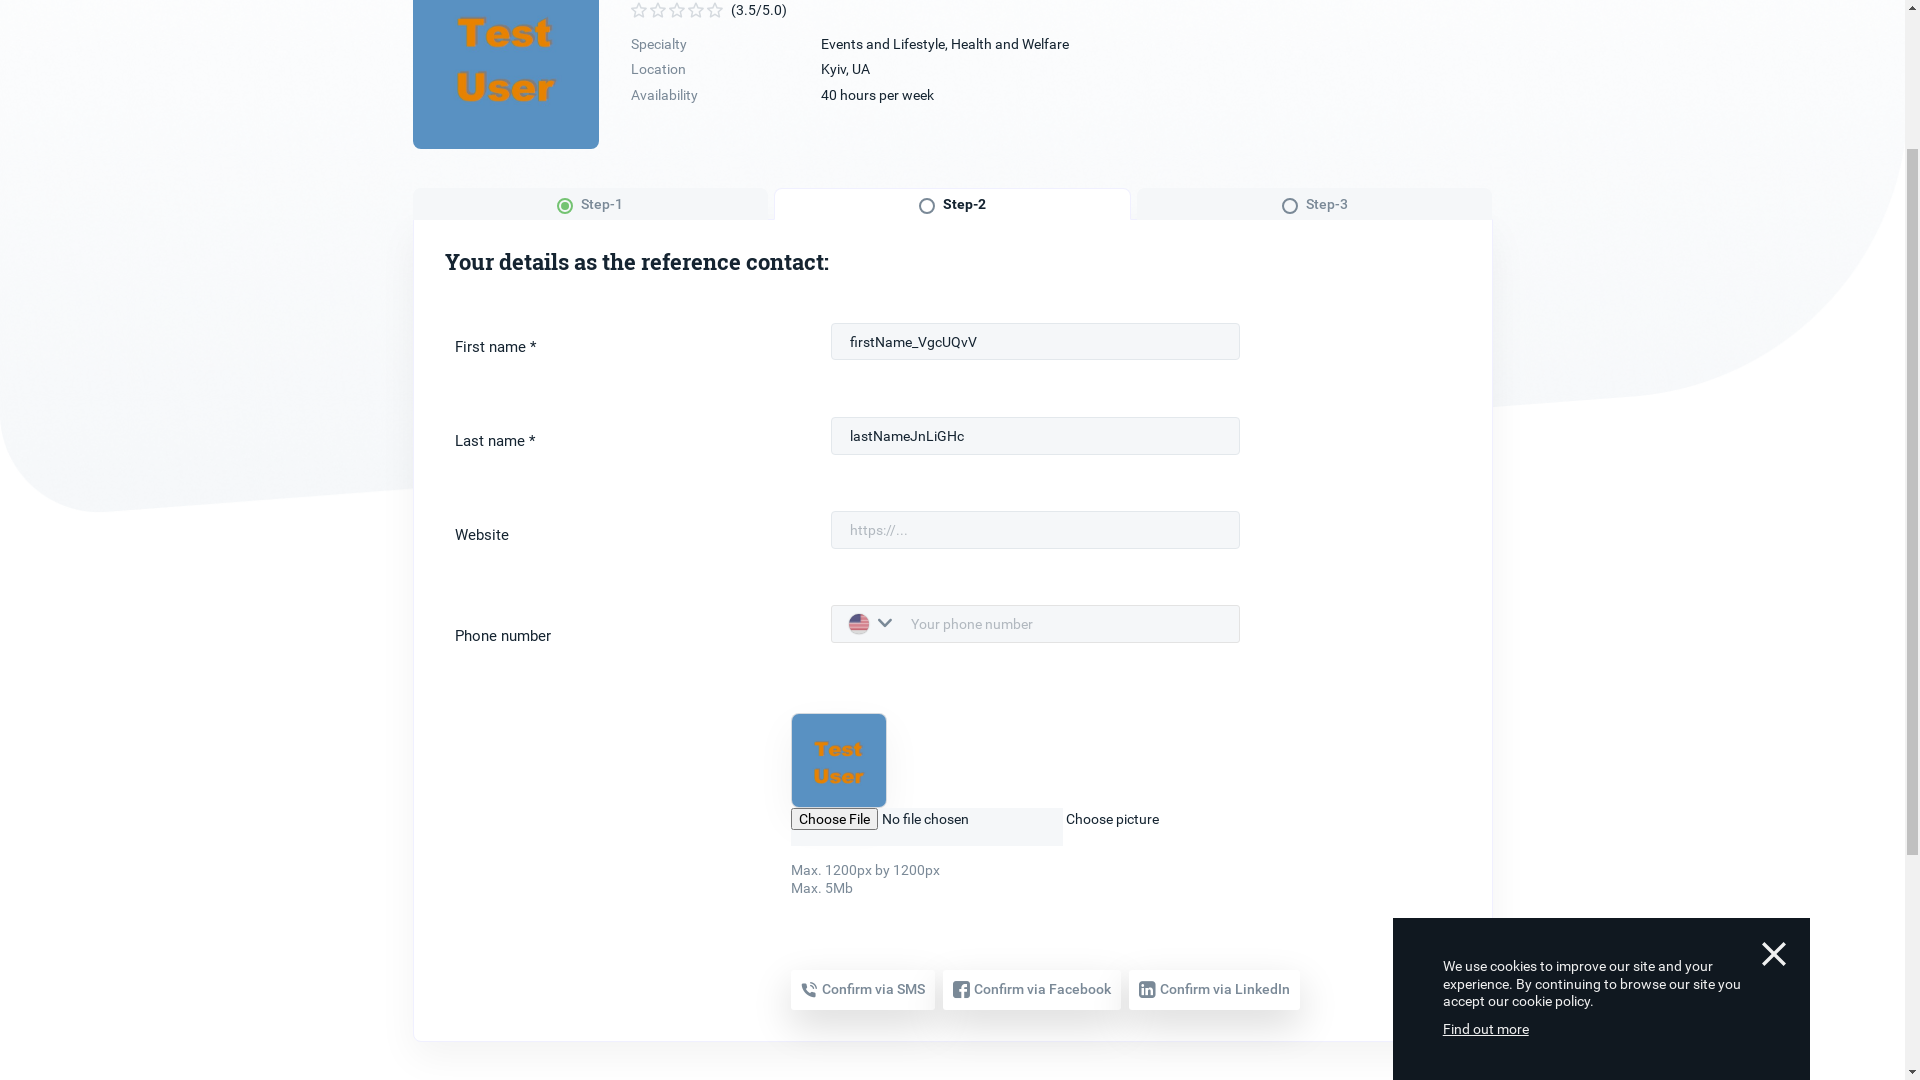 Test
User
(3.5/5.0)
Specialty Events and Lifestyle, Health and Welfare
Location Kyiv, UA
Availability 40 hours per week
Step-1 Step-2 Step-3
Your details as the reference contact:
First name * firstName_VgcUQvV
Last name * lastNameJnLiGHc
Website https://...
Phone number Your phone number
Test
User
Choose File No file chosen Choose picture
Max. 1200px by 1200px
Max. 5Mb
Confirm via SMS Confirm via Facebook Confirm via LinkedIn
We use cookies to improve our site and your
experience. By continuing to browse our site you
accept our cookie policy.
Find out more